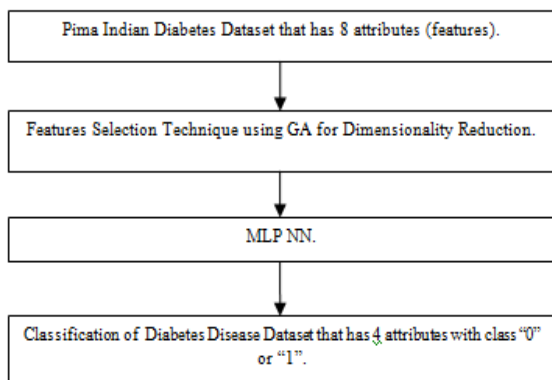 Pima Indian Diabetes Dataset that has 8 attributes (features).
Features Selection Technique using GA for Dimensionality Reduction.
MLP NN.
Classification of Diabetes Disease Dataset that has 4 attributes with class “0”
or “1”.